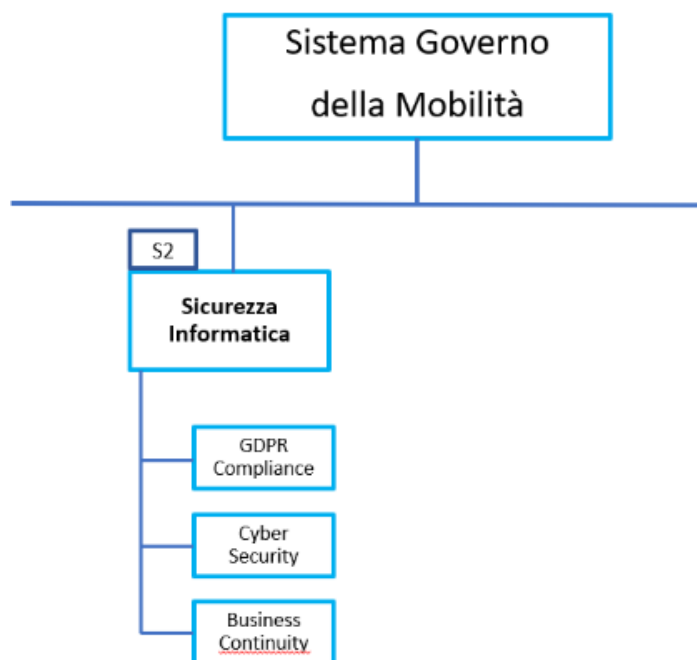 Sistema Governo
della Mobilità
S2
Sicurezza
Informatica
GDPR
Compliance
Cyber
Security
Business
Continuity